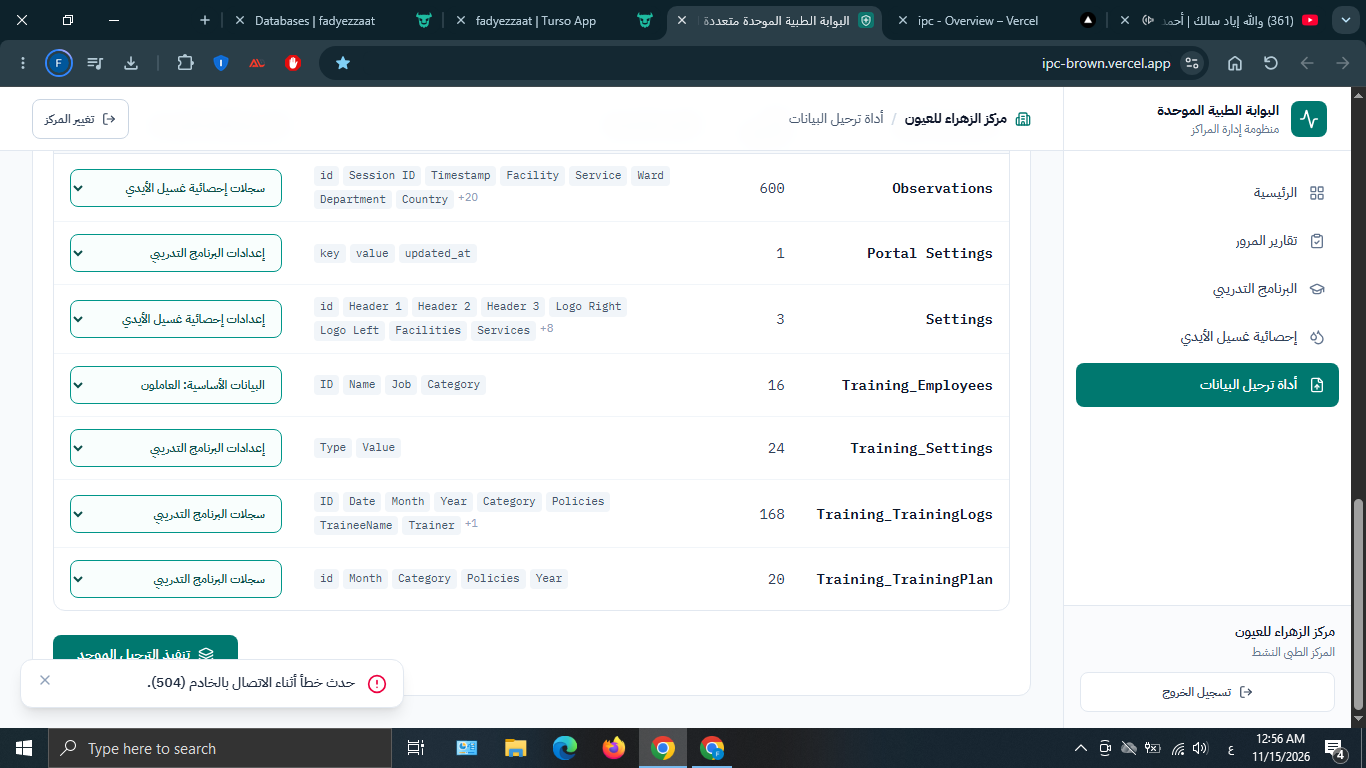 Databases | fadyezzaat
fadyezzaat | Turso App
البوابة الطبية الموحدة متعددة
ipc - Overview – Vercel
(361) والله إياد سالك | أحمد
F
ipc-brown.vercel.app
البوابة الطبية الموحدة
منظومة إدارة المراكز
مركز الزهراء للعيون / أداة ترحيل البيانات
تغيير المركز
الرئيسية
تقارير المرور
البرنامج التدريبي
إحصائية غسيل الأيدي
أداة ترحيل البيانات
Observations
600
id Session ID Timestamp Facility Service Ward
Department Country +20
سجلات إحصائية غسيل الأيدي
Portal Settings
1
key value updated_at
إعدادات البرنامج التدريبي
Settings
3
id Header 1 Header 2 Header 3 Logo Right
Logo Left Facilities Services +8
إعدادات إحصائية غسيل الأيدي
Training_Employees
16
ID Name Job Category
البيانات الأساسية: العاملون
Training_Settings
24
Type Value
إعدادات البرنامج التدريبي
Training_TrainingLogs
168
ID Date Month Year Category Policies
TraineeName Trainer +1
سجلات البرنامج التدريبي
Training_TrainingPlan
20
id Month Category Policies Year
سجلات البرنامج التدريبي
تنفيذ الترحيل الموحد
حدث خطأ أثناء الاتصال بالخادم (504).
مركز الزهراء للعيون
المركز الطبي النشط
تسجيل الخروج
Type here to search
ع
12:56 AM
11/15/2026
4